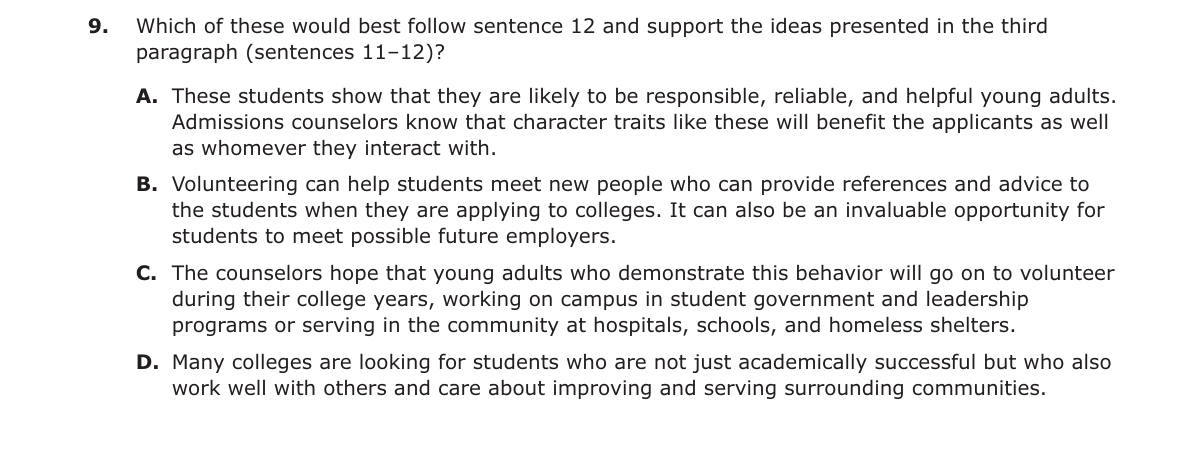 9. Which of these would best follow sentence 12 and support the ideas presented in the third
paragraph (sentences 11–12)?
A. These students show that they are likely to be responsible, reliable, and helpful young adults.
Admissions counselors know that character traits like these will benefit the applicants as well
as whomever they interact with.
B. Volunteering can help students meet new people who can provide references and advice to
the students when they are applying to colleges. It can also be an invaluable opportunity for
students to meet possible future employers.
C. The counselors hope that young adults who demonstrate this behavior will go on to volunteer
during their college years, working on campus in student government and leadership
programs or serving in the community at hospitals, schools, and homeless shelters.
D. Many colleges are looking for students who are not just academically successful but who also
work well with others and care about improving and serving surrounding communities.